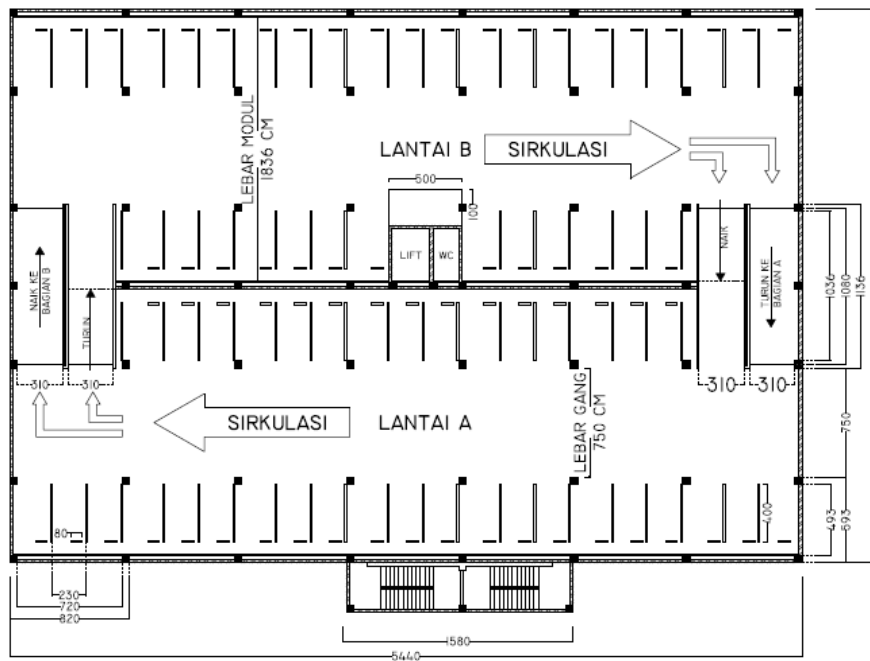 LEBAR MODUL
1836 CM
LANTAI B
SIRKULASI
500
100
LIFT
WC
NAIK KE
BAGIAN B
TURUN
NAIK
TURUN KE
BAGIAN A
1036
1080
1136
310
310
310
310
SIRKULASI
LANTAI A
LEBAR GANG
750 CM
750
80
400
493
593
230
720
820
1580
5440